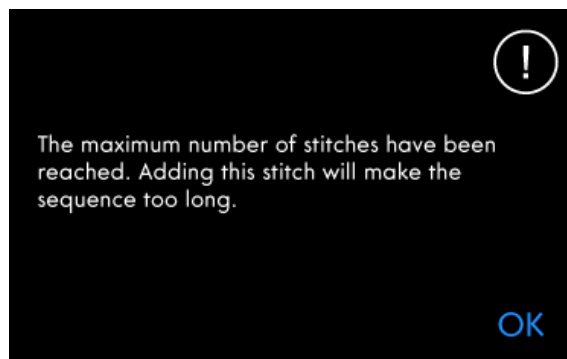 !
The maximum number of stitches have been
reached. Adding this stitch will make the
sequence too long.
OK